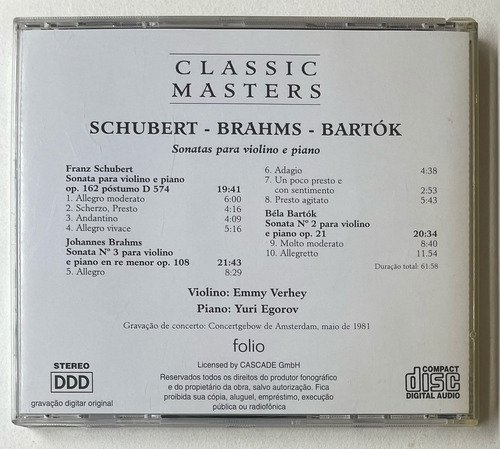 CLASSIC
MASTERS
SCHUBERT - BRAHMS - BARTÓK
Sonatas para violino e piano
Franz Schubert
Sonata para violino e piano
op. 162 póstumo D 574 19:41
1. Allegro moderato 6:00
2. Scherzo, Presto 4:16
3. Andantino 4:09
4. Allegro vivace 5:16
Johannes Brahms
Sonata Nº 3 para violino
e piano en re menor op. 108 21:43
5. Allegro 8:29
6. Adagio 4:38
7. Un poco presto e
con sentimento 2:53
8. Presto agitato 5:43
Béla Bartók
Sonata Nº 2 para violino
e piano op. 21 20:34
9. Molto moderato 8:40
10. Allegretto 11.54
Duração total: 61:58
Violino: Emmy Verhey
Piano: Yuri Egorov
Gravação de concerto: Concertgebow de Amsterdam, maio de 1981
folio
Licensed by CASCADE GmbH
Reservados todos os direitos do produtor fonográfico
e do propietário da obra, salvo autorização. Fica
proibida sua cópia, aluguel, empréstimo, execução
pública ou radiofónica
STEREO
DDD
gravação digital original
COMPACT
disc
DIGITAL AUDIO